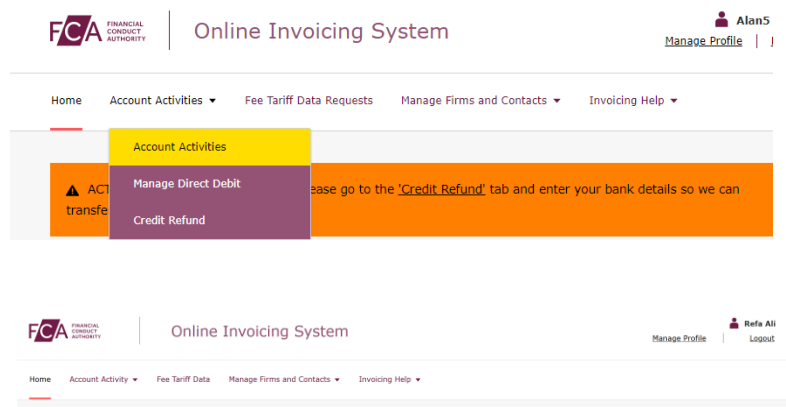 FCA FINANCIAL CONDUCT AUTHORITY
Online Invoicing System
Alan5
Manage Profile
Home Account Activities ▼ Fee Tariff Data Requests Manage Firms and Contacts ▼ Invoicing Help ▼
Account Activities
Manage Direct Debit
Credit Refund
ACT
ease go to the 'Credit Refund' tab and enter your bank details so we can
transfe
FCA FINANCIAL CONDUCT AUTHORITY
Online Invoicing System
Refa Ali
Manage Profile Logout
Home Account Activity ▼ Fee Tariff Data Manage Firms and Contacts ▼ Invoicing Help ▼